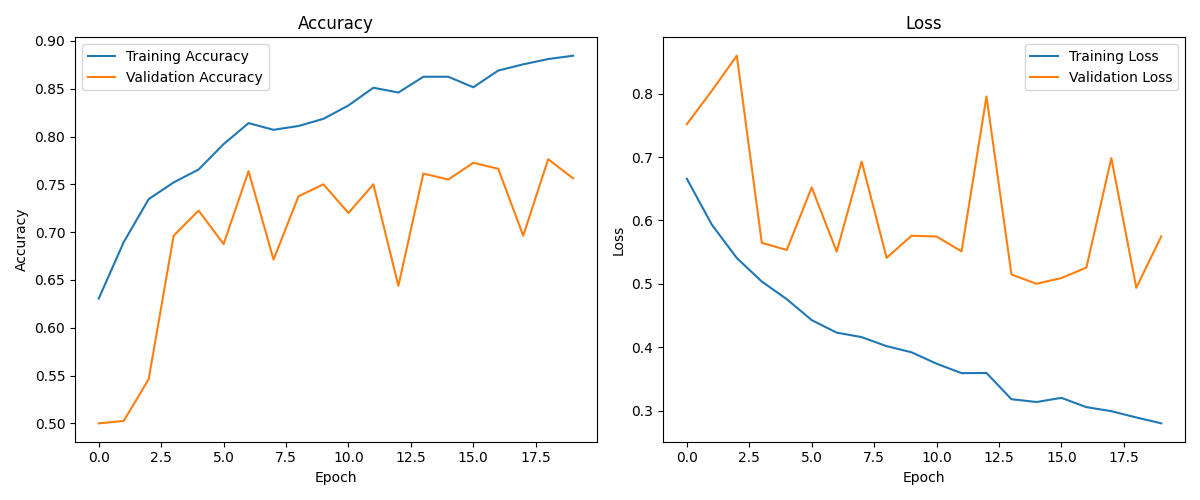 Accuracy
0.90
0.85
0.80
0.75
0.70
0.65
0.60
0.55
0.50
Accuracy
Training Accuracy
Validation Accuracy
0.0 2.5 5.0 7.5 10.0 12.5 15.0 17.5
Epoch
Loss
0.8
0.7
0.6
0.5
0.4
0.3
Loss
Training Loss
Validation Loss
0.0 2.5 5.0 7.5 10.0 12.5 15.0 17.5
Epoch